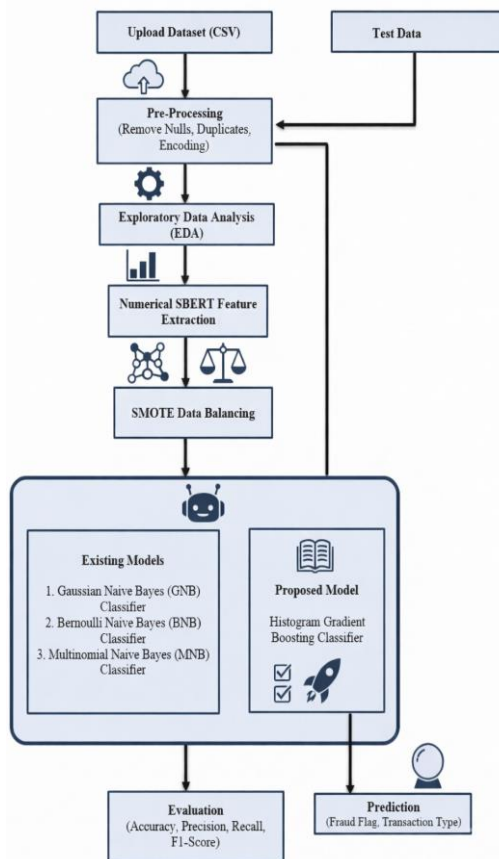 Upload Dataset (CSV)
Test Data
Pre-Processing
(Remove Nulls, Duplicates,
Encoding)
Exploratory Data Analysis
(EDA)
Numerical SBERT Feature
Extraction
SMOTE Data Balancing
Existing Models
1. Gaussian Naive Bayes (GNB)
Classifier
2. Bernoulli Naive Bayes (BNB)
Classifier
3. Multinomial Naive Bayes (MNB)
Classifier
Proposed Model
Histogram Gradient
Boosting Classifier
Evaluation
(Accuracy, Precision, Recall,
F1-Score)
Prediction
(Fraud Flag, Transaction Type)